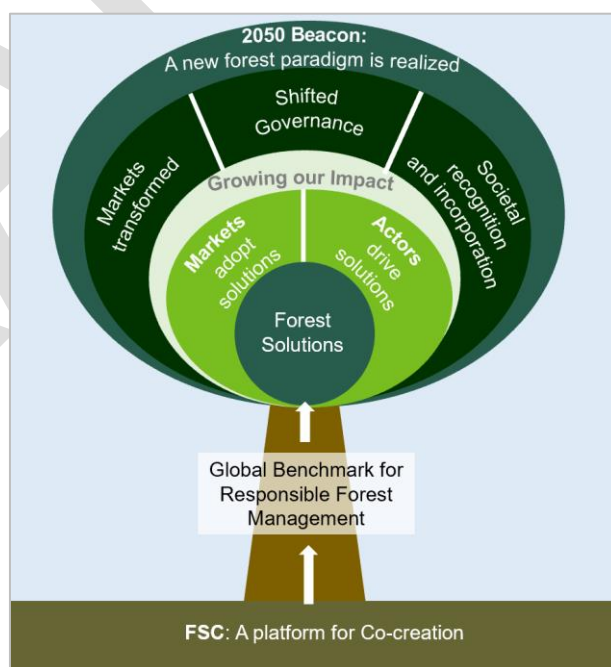 2050 Beacon:
A new forest paradigm is realized
Shifted
Governance
Markets
transformed
Societal
recognition
and incorporation
Growing our Impact
Markets
adopt
solutions
Actors
drive
solutions
Forest
Solutions
Global Benchmark for
Responsible Forest
Management
FSC: A platform for Co-creation